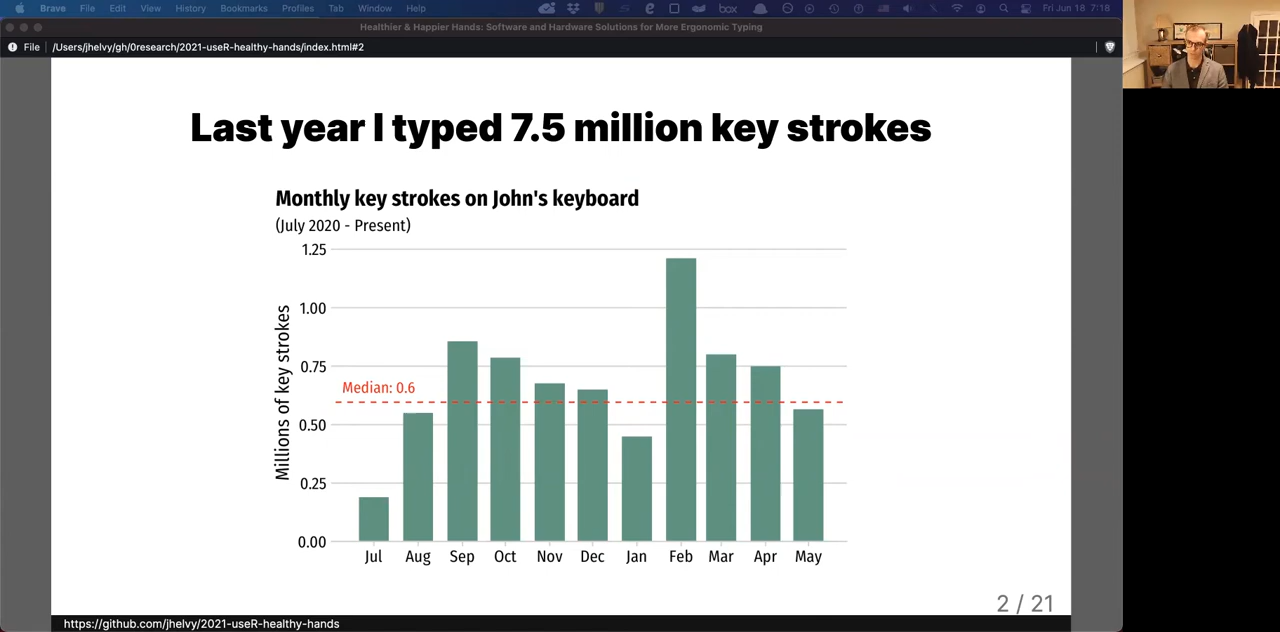 Brave File Edit View History Bookmarks Profiles Tab Window Help box Fri Jun 18 7:18
Healthier & Happier Hands: Software and Hardware Solutions for More Ergonomic Typing
File /Users/jhelvy/gh/0research/2021-useR-healthy-hands/index.html#2
Last year I typed 7.5 million key strokes
Monthly key strokes on John's keyboard
(July 2020 - Present)
Millions of key strokes
1.25
1.00
0.75
Median: 0.6
0.50
0.25
0.00
Jul Aug Sep Oct Nov Dec Jan Feb Mar Apr May
2 / 21
https://github.com/jhelvy/2021-useR-healthy-hands